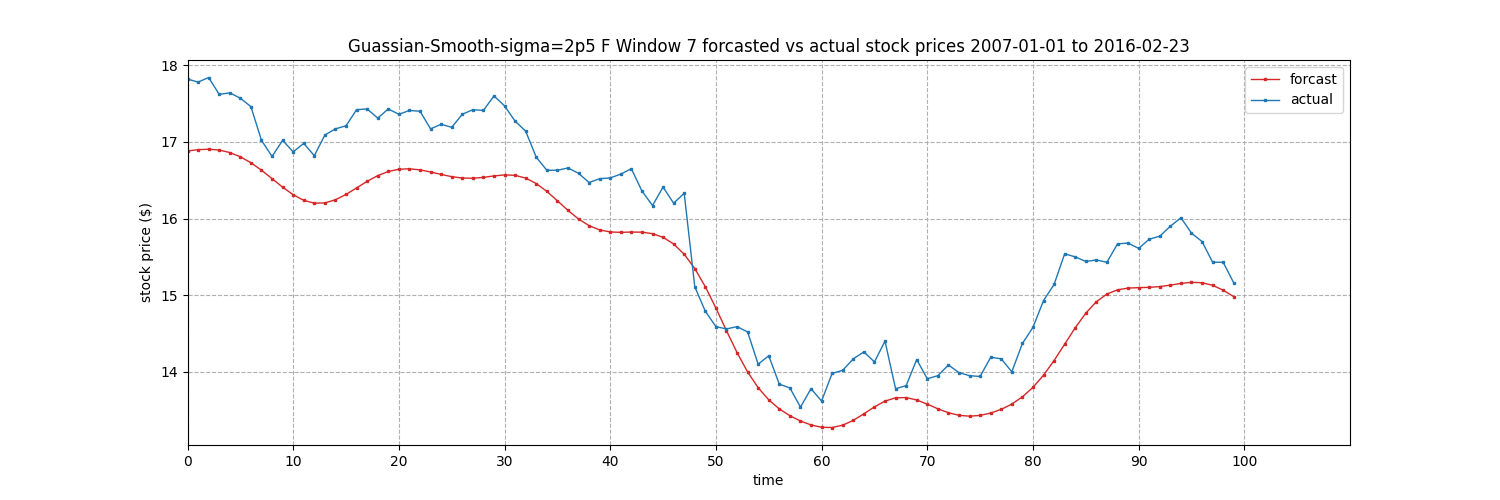 Guassian-Smooth-sigma=2p5 F Window 7 forcasted vs actual stock prices 2007-01-01 to 2016-02-23
forcast
actual
stock price ($)
18
17
16
15
14
0 10 20 30 40 50 60 70 80 90 100
time